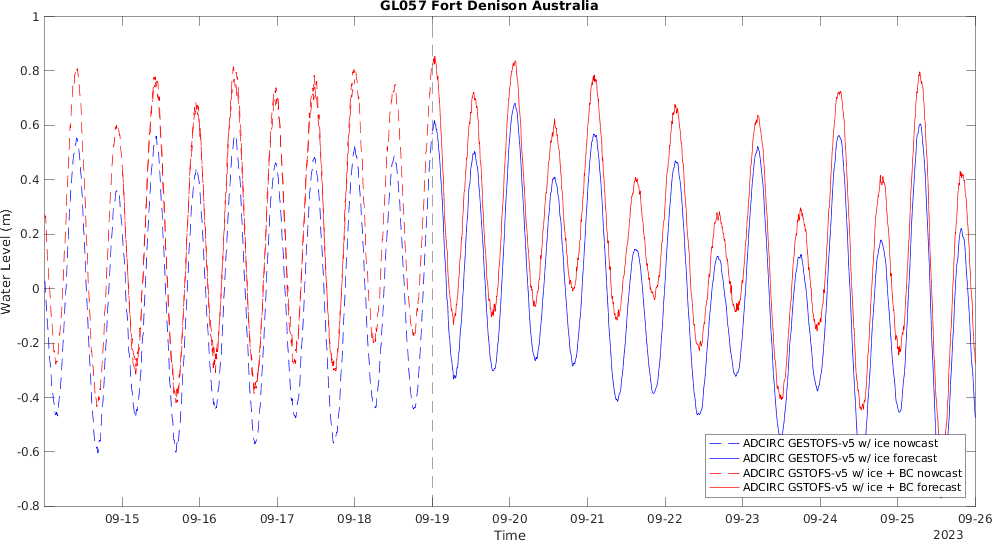 GL057 Fort Denison Australia
1
0.8
0.6
0.4
0.2
0
-0.2
-0.4
-0.6
-0.8
Water Level (m)
ADCIRC GESTOFS-v5 w/ ice nowcast
ADCIRC GESTOFS-v5 w/ ice forecast
ADCIRC GSTOFS-v5 w/ ice + BC nowcast
ADCIRC GSTOFS-v5 w/ ice + BC forecast
09-15 09-16 09-17 09-18 09-19 09-20 09-21 09-22 09-23 09-24 09-25 09-26
Time
2023